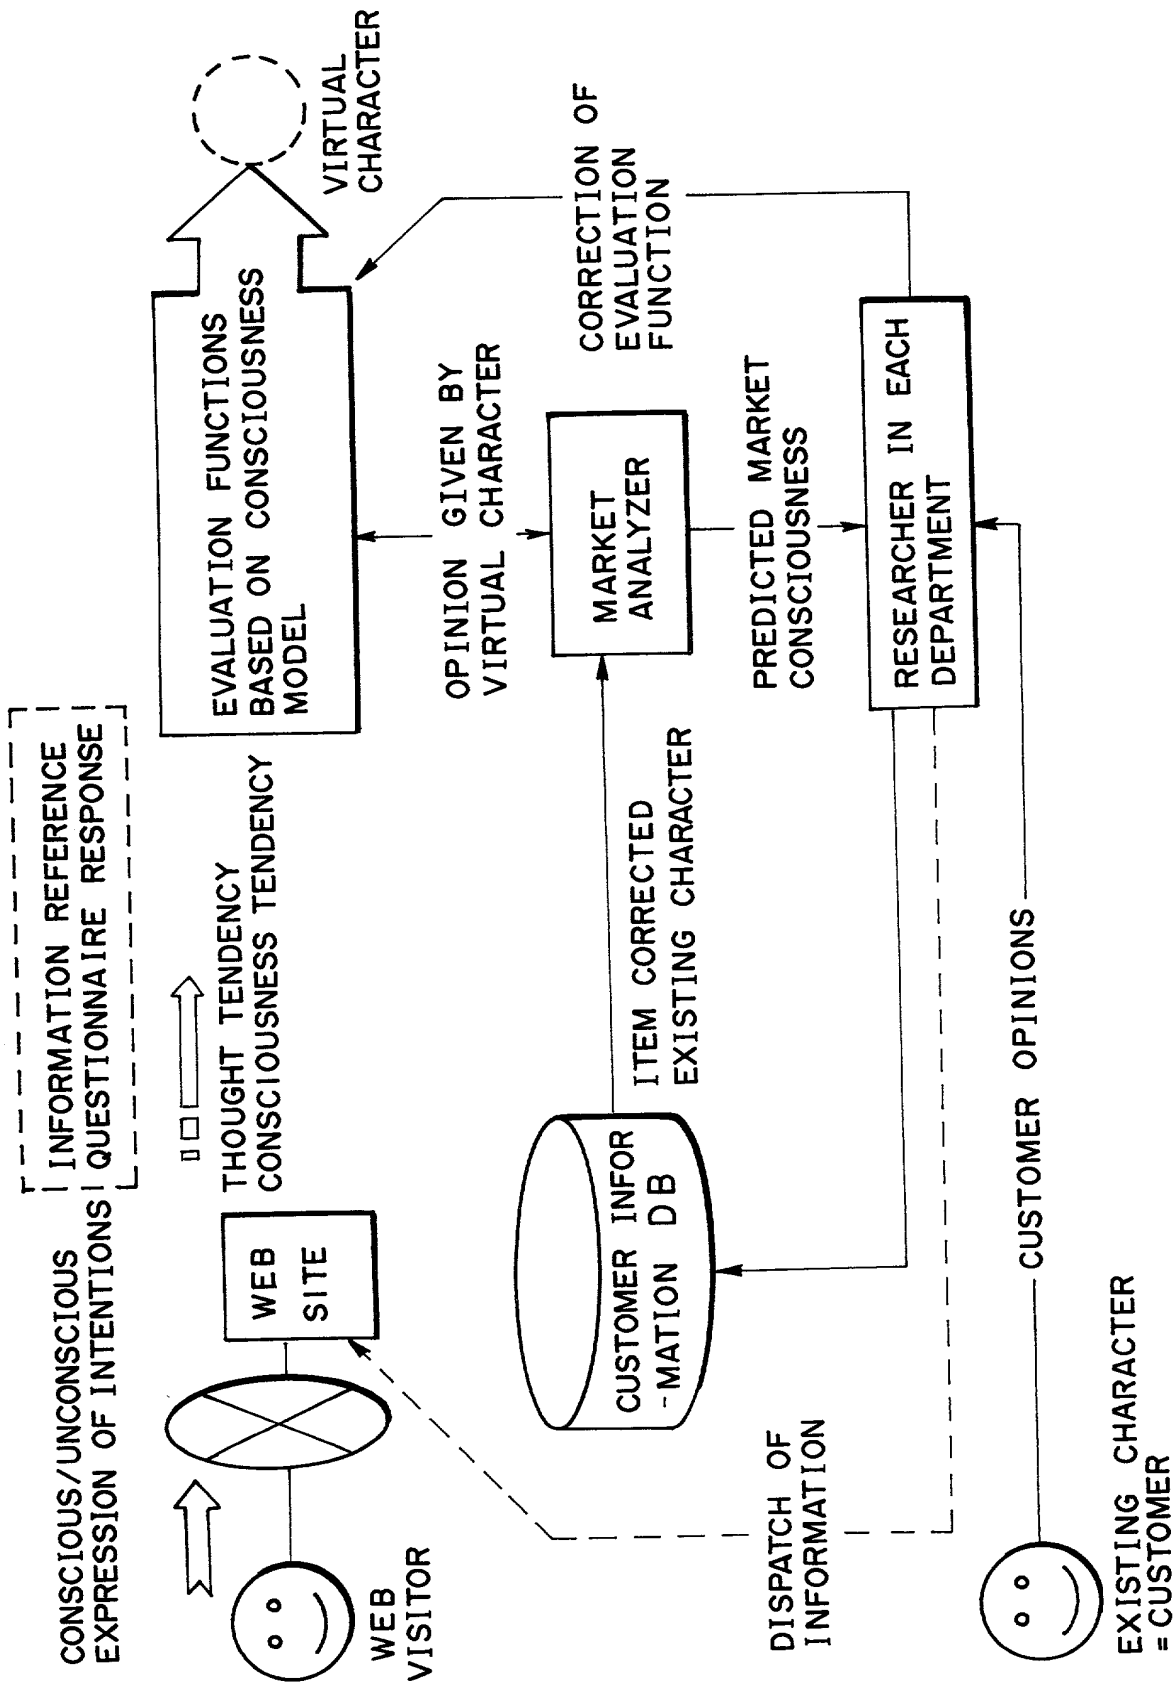 CONSCIOUS/UNCONSCIOUS
EXPRESSION OF INTENTIONS
INFORMATION REFERENCE
QUESTIONNAIRE RESPONSE
WEB
VISITOR
WEB
SITE
THOUGHT TENDENCY
CONSCIOUSNESS TENDENCY
EVALUATION FUNCTIONS
BASED ON CONSCIOUSNESS
MODEL
VIRTUAL
CHARACTER
OPINION GIVEN BY
VIRTUAL CHARACTER
CORRECTION OF
EVALUATION
FUNCTION
CUSTOMER INFOR
-MATION DB
ITEM CORRECTED
EXISTING CHARACTER
MARKET
ANALYZER
PREDICTED MARKET
CONSCIOUSNESS
DISPATCH OF
INFORMATION
RESEARCHER IN EACH
DEPARTMENT
CUSTOMER OPINIONS
EXISTING CHARACTER
= CUSTOMER